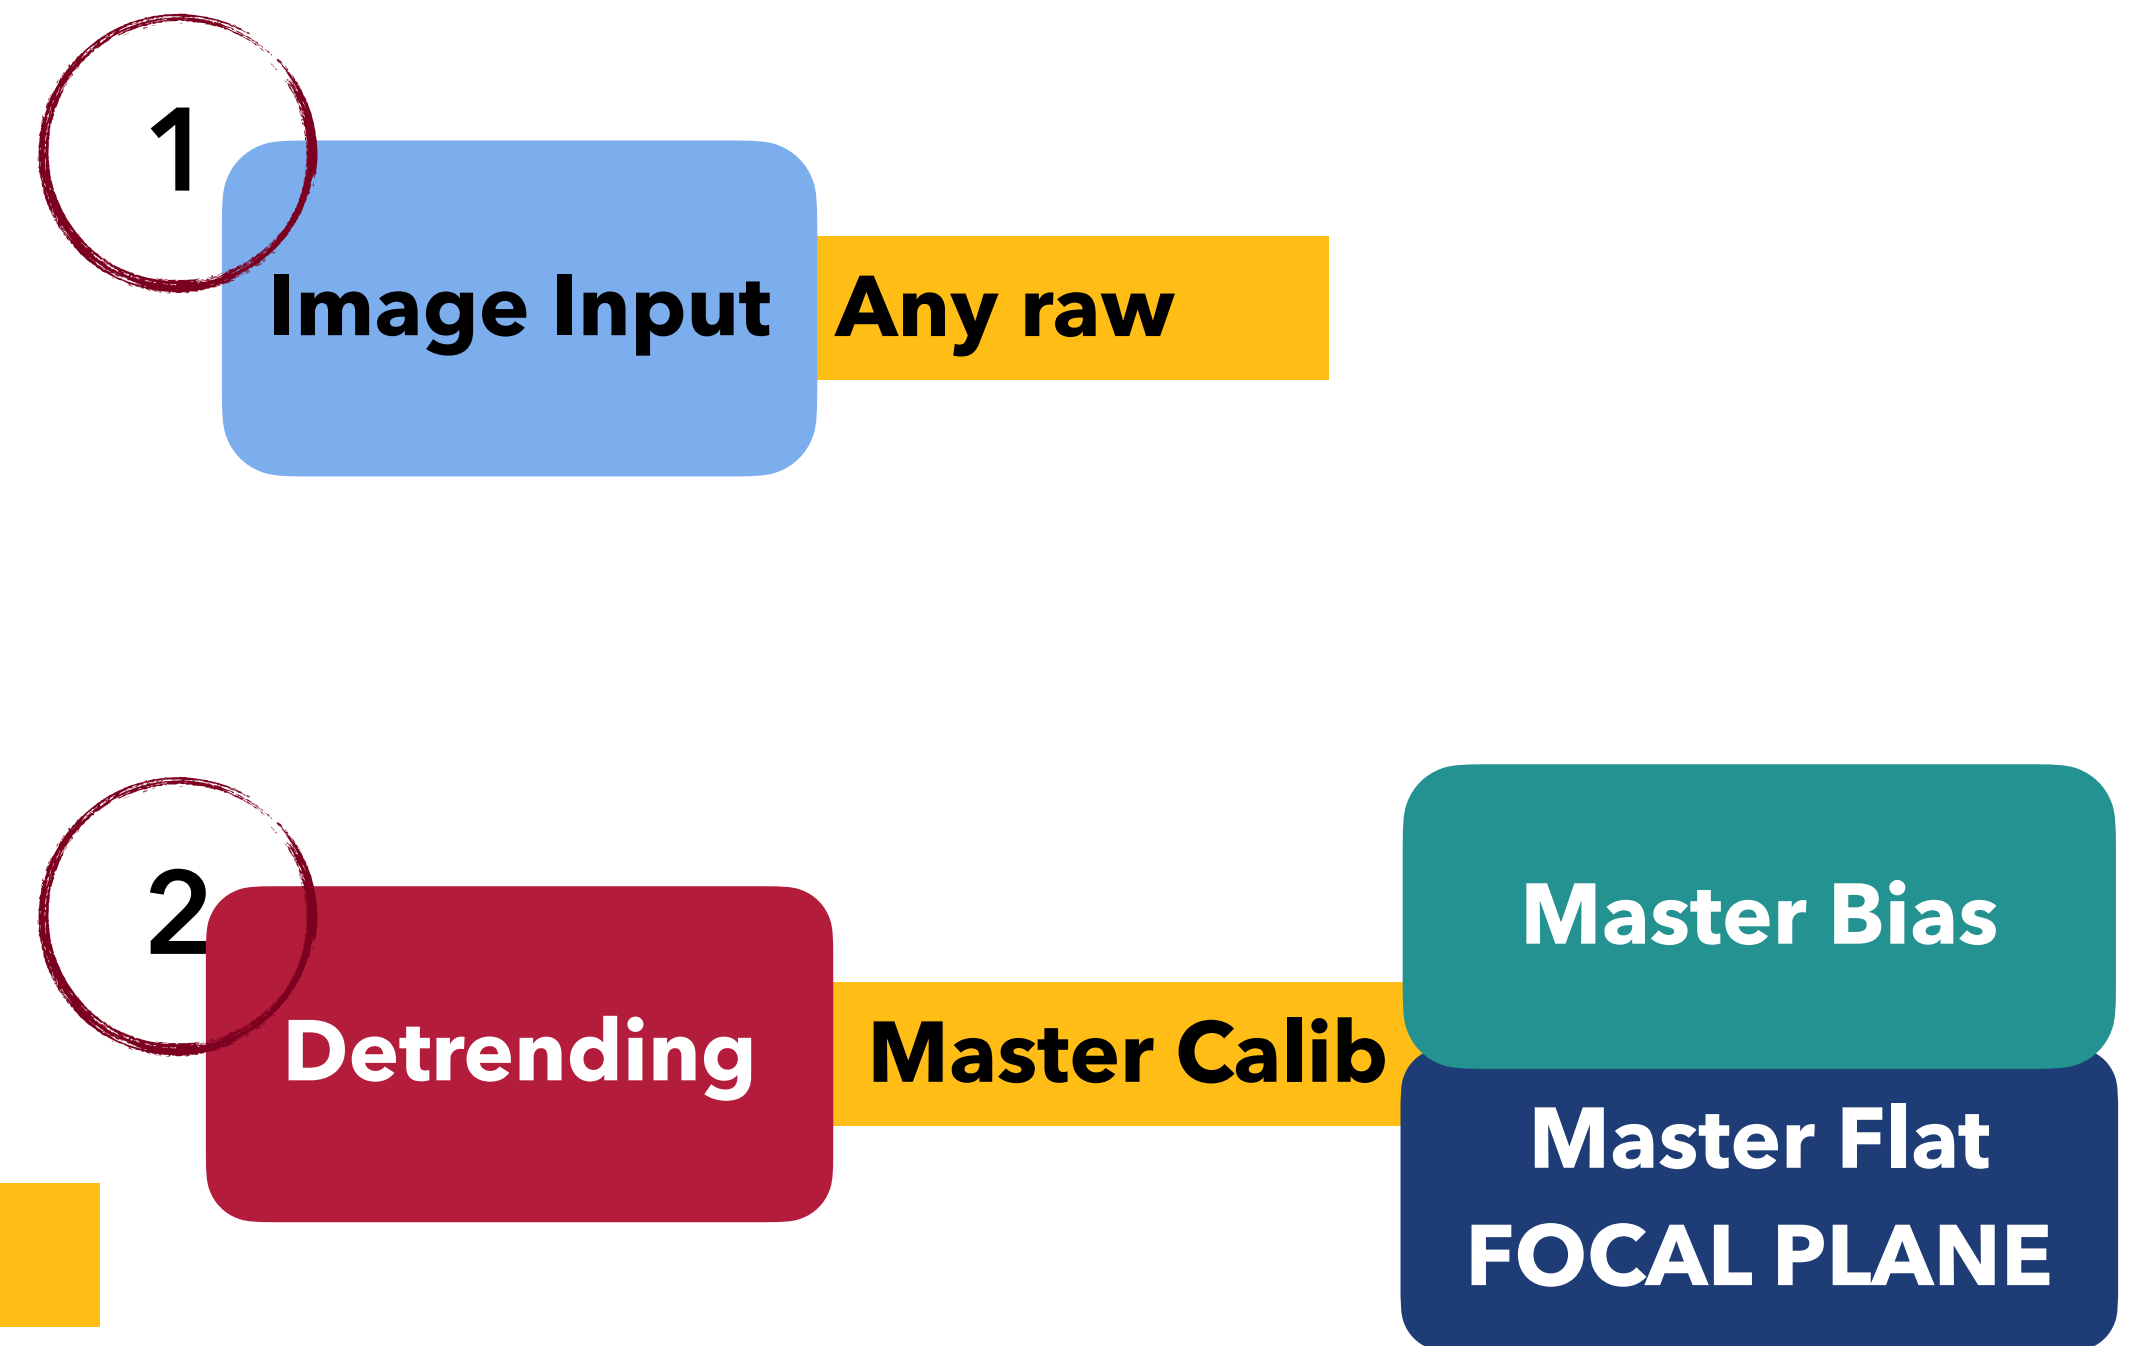 1
Image Input
Any raw
2
Detrending
Master Calib
Master Bias
Master Flat
FOCAL PLANE